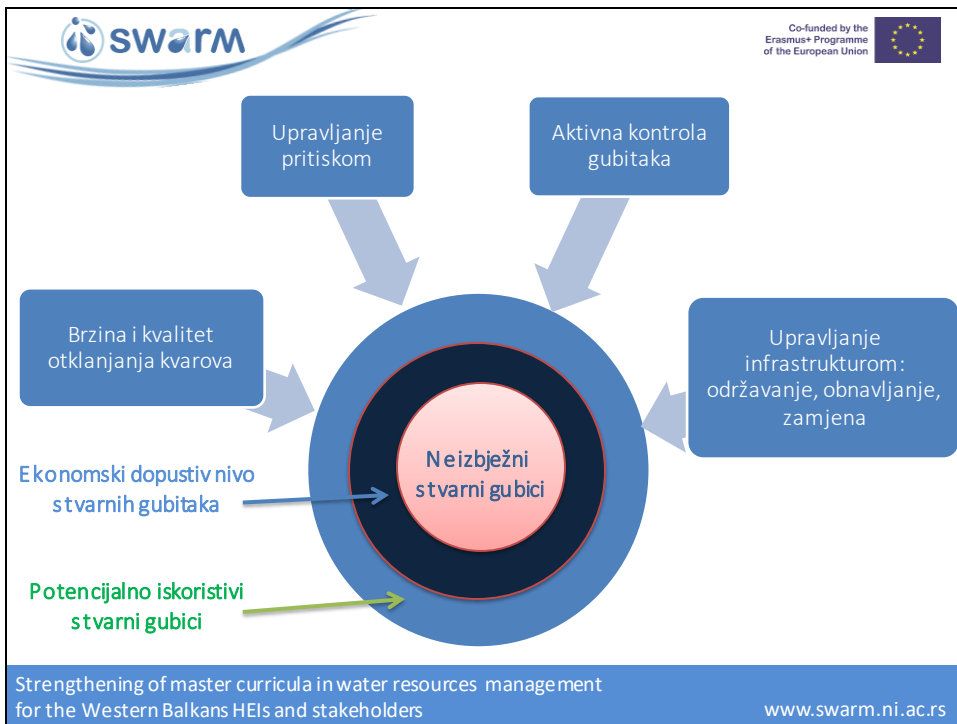 swarm
Co-funded by the
Erasmus+ Programme
of the European Union
Upravljanje
pritiskom
Aktivna kontrola
gubitaka
Brzina i kvalitet
otklanjanja kvarova
Upravljanje
infrastrukturom:
održavanje, obnavljanje,
zamjena
Neizbježni
stvarni gubici
Ekonomski dopustiv nivo
stvarnih gubitaka
Potencijalno iskoristivi
stvarni gubici
Strengthening of master curricula in water resources management
for the Western Balkans HEIs and stakeholders
www.swarm.ni.ac.rs